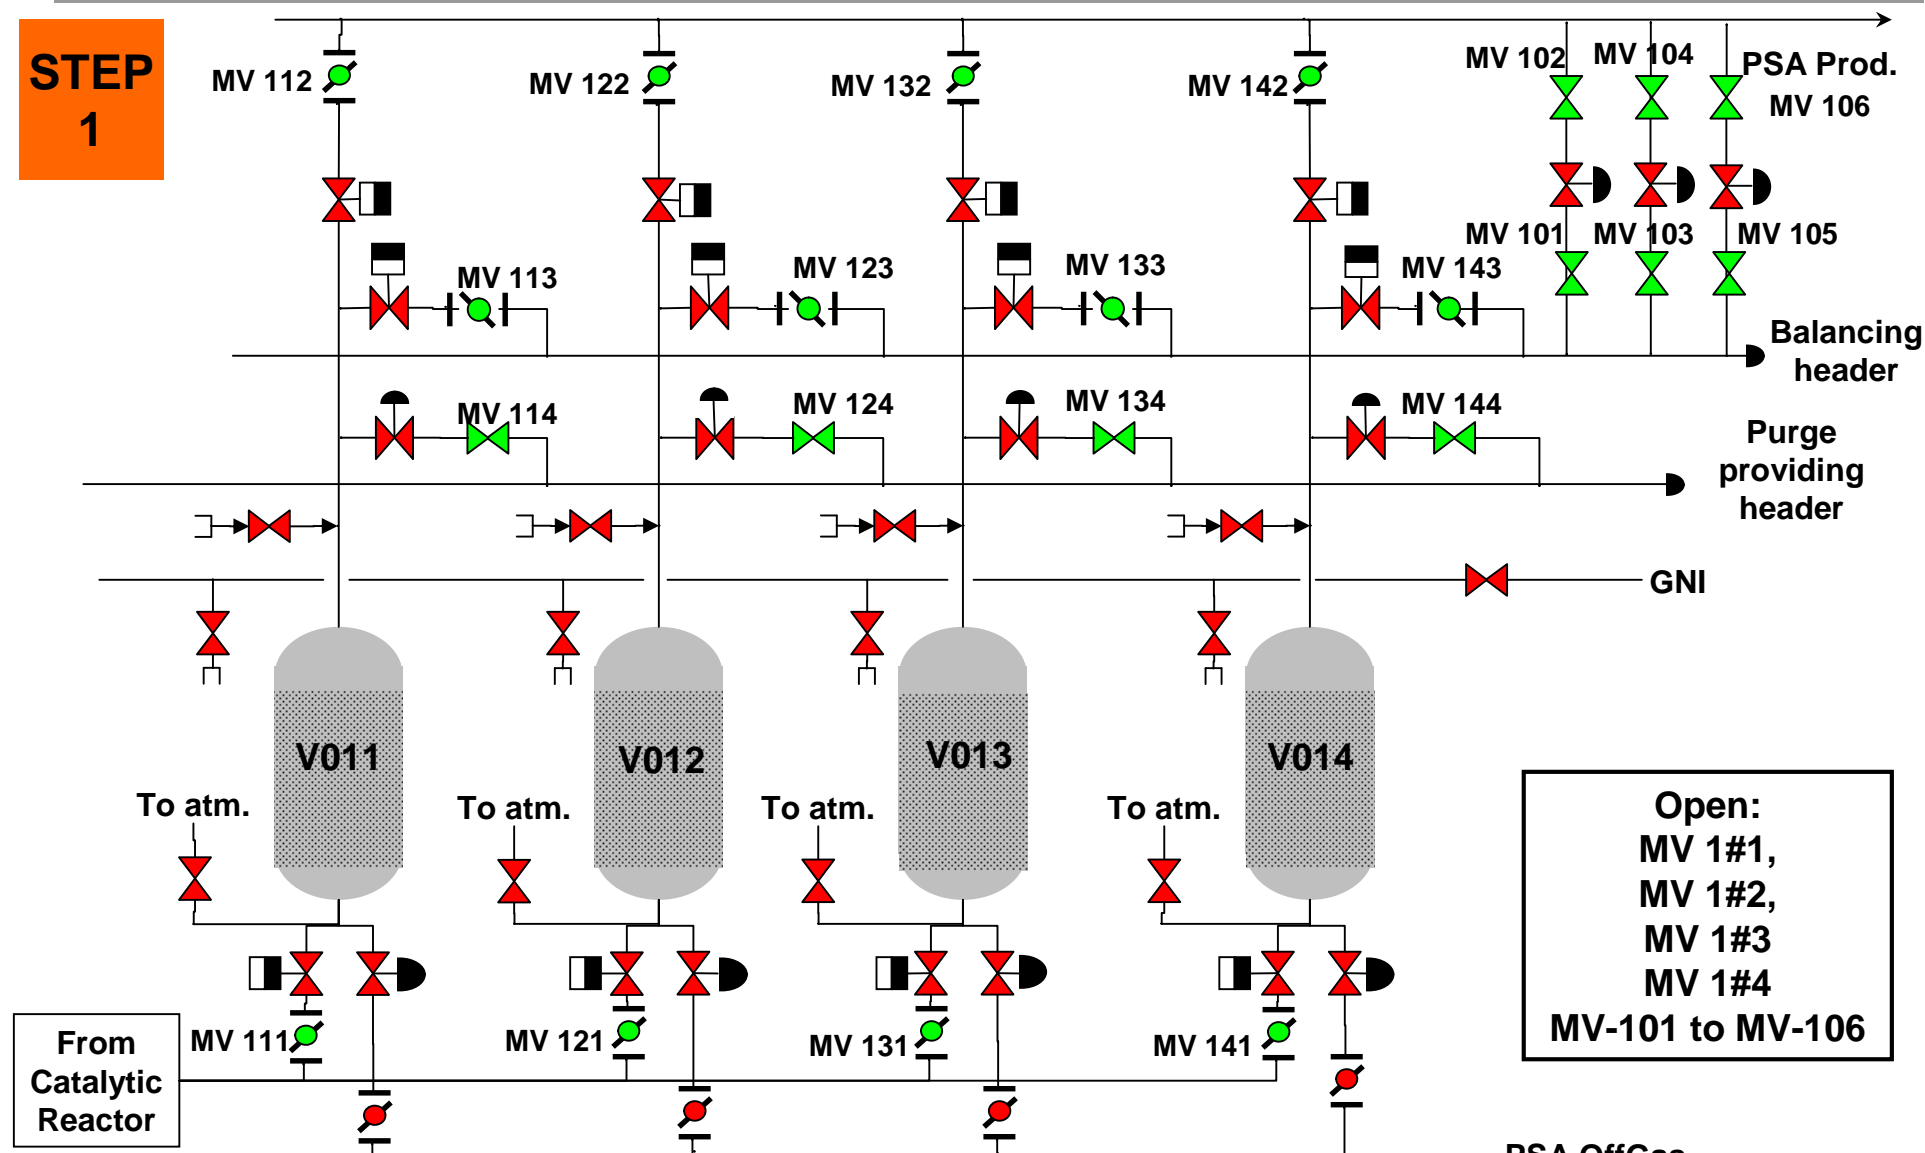 STEP
1
MV 112
MV 122
MV 132
MV 142
MV 102
MV 104
PSA Prod.
MV 106
MV 101
MV 103
MV 105
MV 113
MV 123
MV 133
MV 143
Balancing
header
MV 114
MV 124
MV 134
MV 144
Purge
providing
header
GNI
V011
V012
V013
V014
To atm.
To atm.
To atm.
To atm.
Open:
MV 1#1,
MV 1#2,
MV 1#3
MV 1#4
MV-101 to MV-106
From
Catalytic
Reactor
MV 111
MV 121
MV 131
MV 141
PSA OffGas